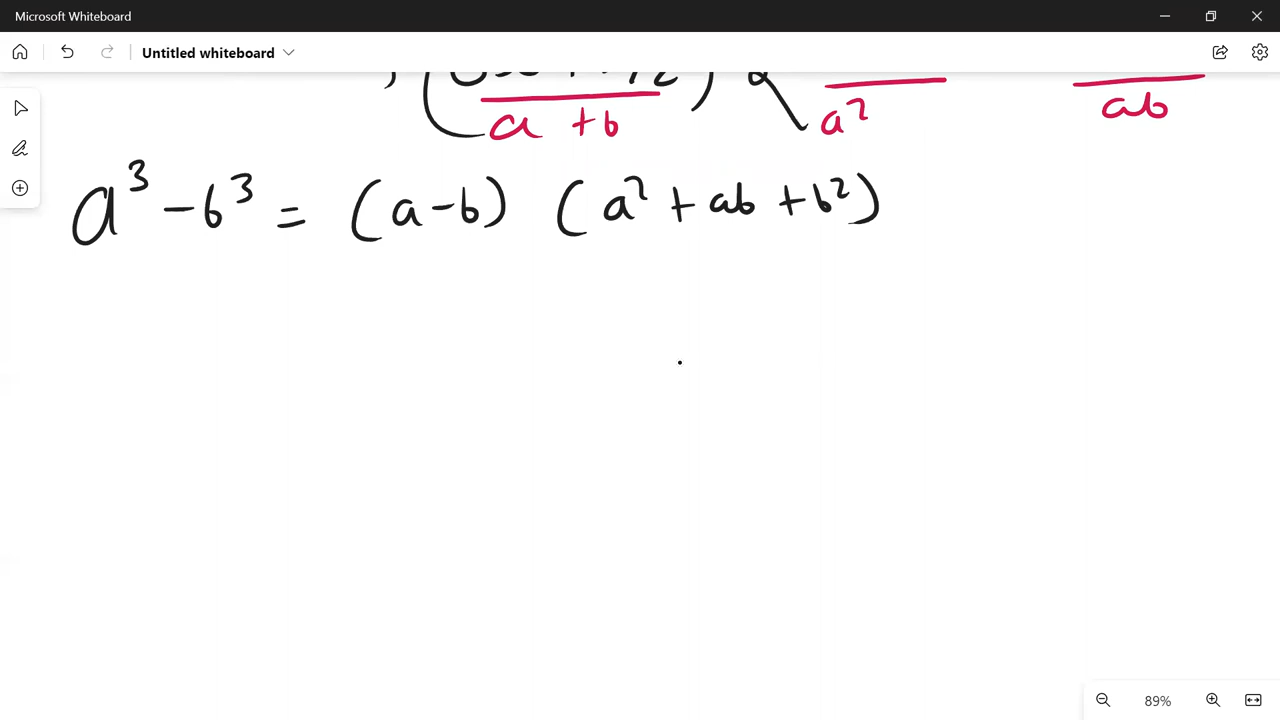 Microsoft Whiteboard
Untitled whiteboard
a + b
a²
ab
a³ - b³ = (a - b) (a² + ab + b²)
89%